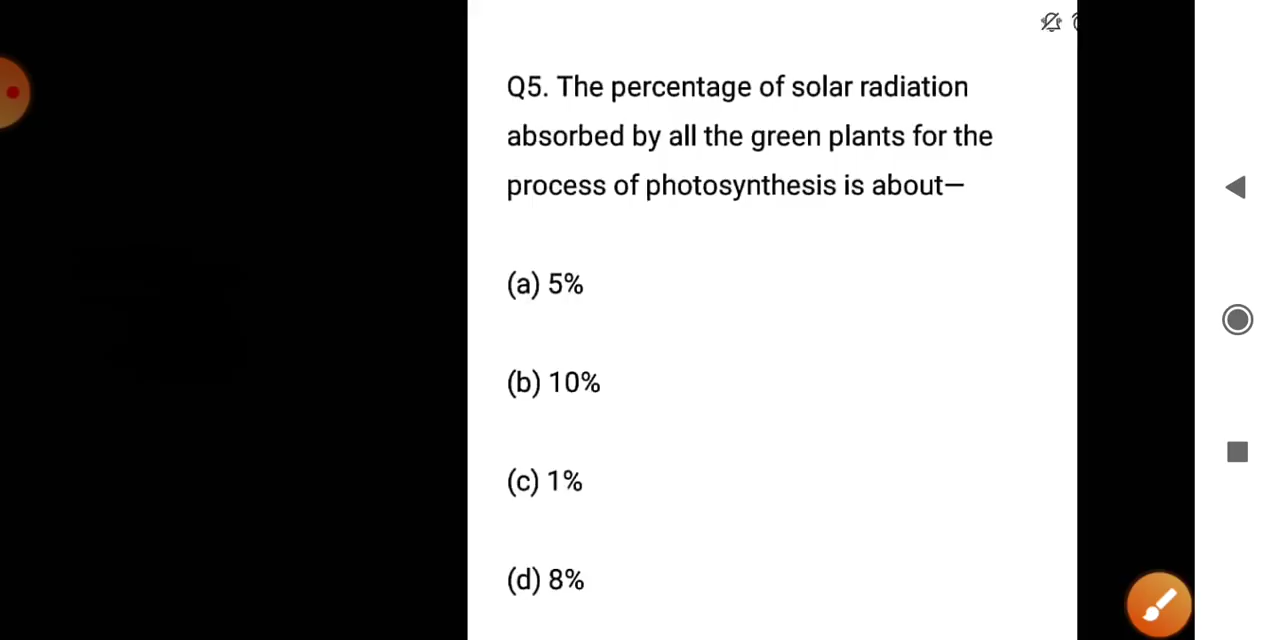 Q5. The percentage of solar radiation
absorbed by all the green plants for the
process of photosynthesis is about—
(a) 5%
(b) 10%
(c) 1%
(d) 8%